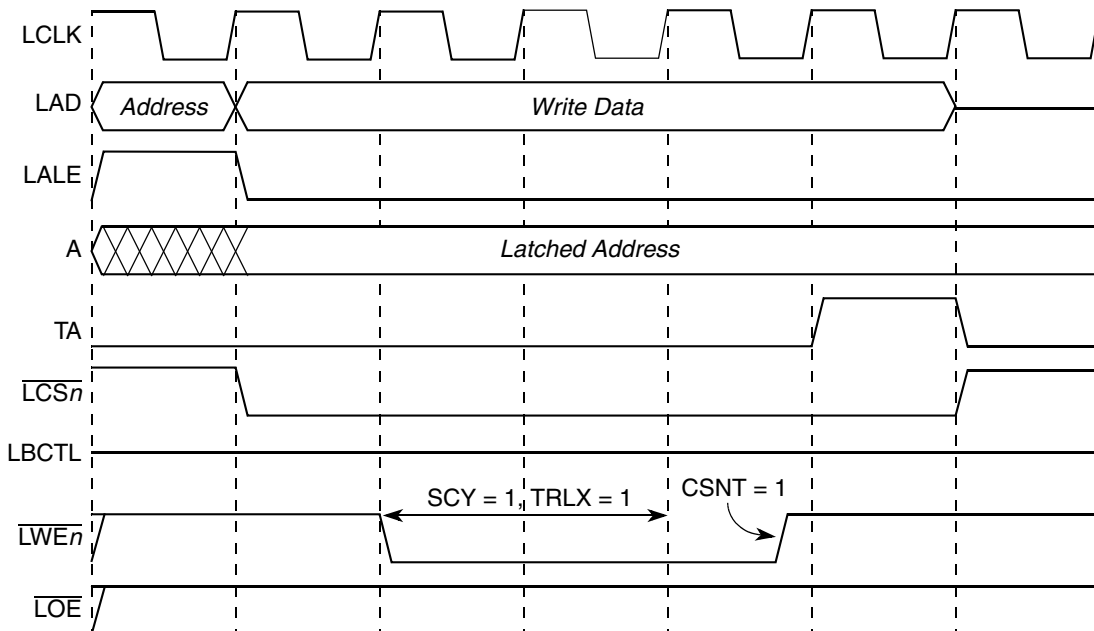 LCLK
LAD Address Write Data
LALE
A Latched Address
TA
LCSn
LBCTL
SCY = 1, TRLX = 1 CSNT = 1
LWEn
LOE